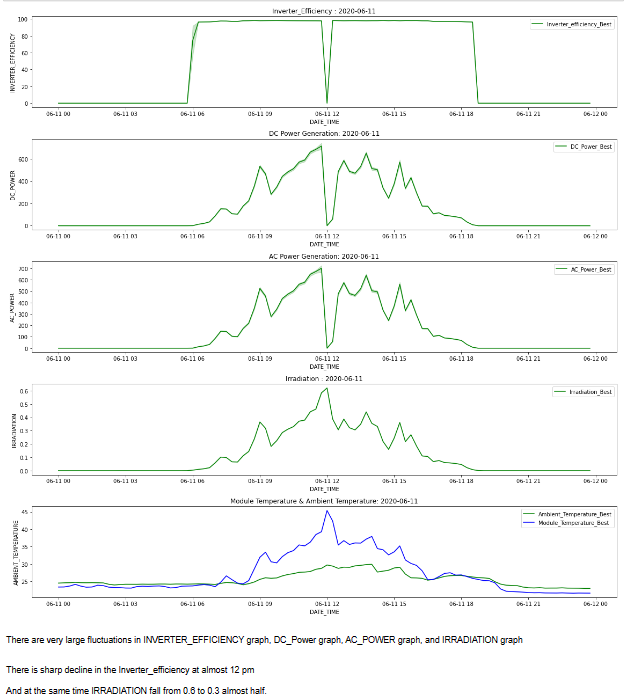 Inverter_Efficiency : 2020-06-11
INVERTER_EFFICIENCY
100
80
60
40
20
0
Inverter_efficiency_Best
06-11 00 06-11 03 06-11 06 06-11 09 06-11 12 06-11 15 06-11 18 06-11 21 06-12 00
DATE_TIME
DC Power Generation: 2020-06-11
DC_POWER
600
400
200
0
DC_Power_Best
06-11 00 06-11 03 06-11 06 06-11 09 06-11 12 06-11 15 06-11 18 06-11 21 06-12 00
DATE_TIME
AC Power Generation: 2020-06-11
AC_POWER
700
600
500
400
300
200
100
0
AC_Power_Best
06-11 00 06-11 03 06-11 06 06-11 09 06-11 12 06-11 15 06-11 18 06-11 21 06-12 00
DATE_TIME
Irradiation : 2020-06-11
IRRADIATION
0.6
0.5
0.4
0.3
0.2
0.1
0.0
Irradiation_Best
06-11 00 06-11 03 06-11 06 06-11 09 06-11 12 06-11 15 06-11 18 06-11 21 06-12 00
DATE_TIME
Module Temperature & Ambient Temperature: 2020-06-11
AMBIENT_TEMPERATURE
45
40
35
30
25
Ambient_Temperature_Best
Module_Temperature_Best
06-11 00 06-11 03 06-11 06 06-11 09 06-11 12 06-11 15 06-11 18 06-11 21 06-12 00
DATE_TIME
There are very large fluctuations in INVERTER_EFFICIENCY graph, DC_Power graph, AC_POWER graph, and IRRADIATION graph
There is sharp decline in the Inverter_efficiency at almost 12 pm
And at the same time IRRADIATION fall from 0.6 to 0.3 almost half.